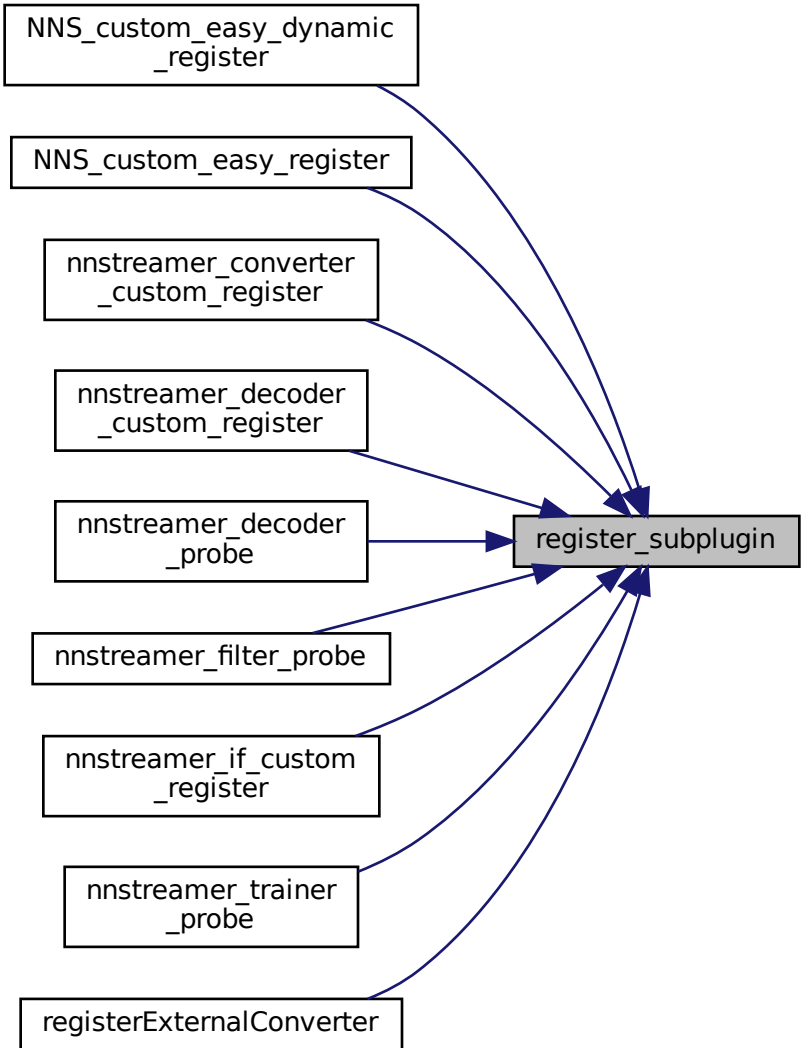 NNS_custom_easy_dynamic
_register
NNS_custom_easy_register
nnstreamer_converter
_custom_register
nnstreamer_decoder
_custom_register
nnstreamer_decoder
_probe
register_subplugin
nnstreamer_filter_probe
nnstreamer_if_custom
_register
nnstreamer_trainer
_probe
registerExternalConverter